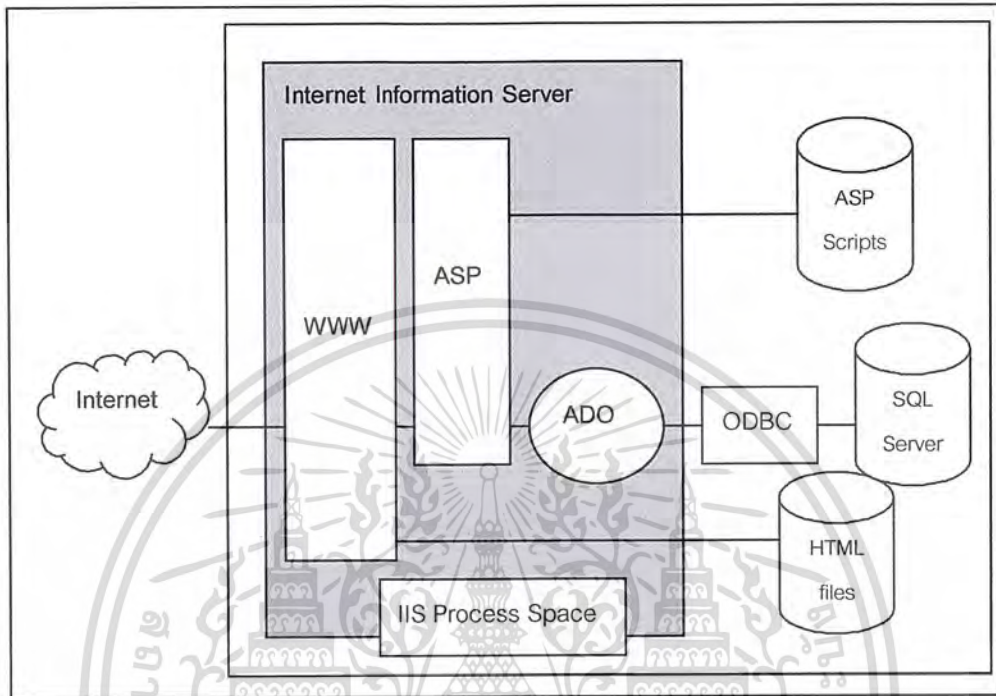 Internet Information Server
ASP
Scripts
ASP
WWW
Internet
ADO
ODBC
SQL
Server
HTML
files
IIS Process Space